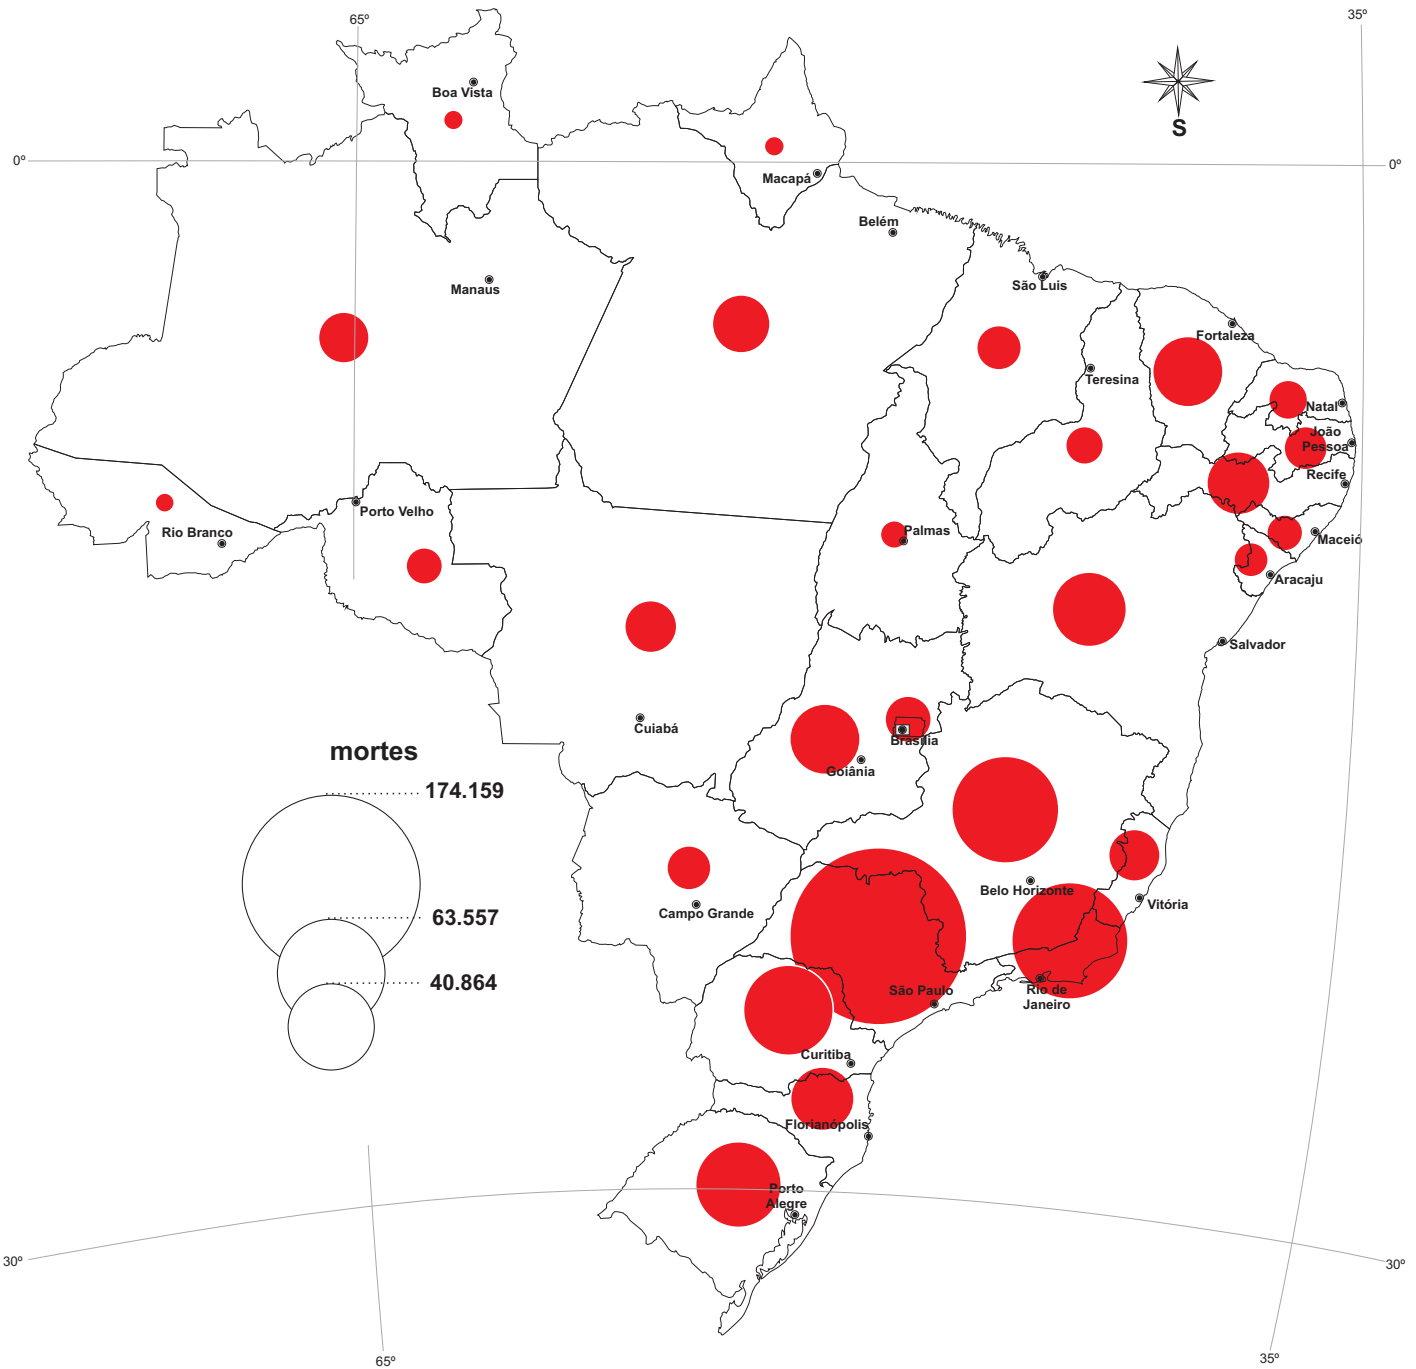 65º
35º
Boa Vista
S
0º
0º
Macapá
Belém
Manaus
São Luis
Fortaleza
Teresina
Natal
João
Pessoa
Recife
Porto Velho
Rio Branco
Palmas
Maceió
Aracaju
Salvador
Cuiabá
Brasília
Goiânia
mortes
174.159
63.557
40.864
Belo Horizonte
Vitória
Campo Grande
São Paulo
Rio de
Janeiro
Curitiba
Florianópolis
Porto
Alegre
30º
30º
65º
35º